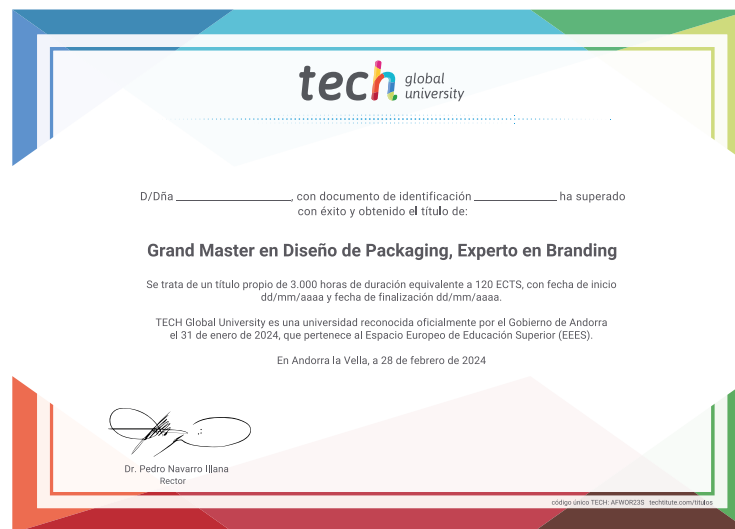 tech global
university
D/Dña ____________________, con documento de identificación ______________ ha superado
con éxito y obtenido el título de:
Grand Master en Diseño de Packaging, Experto en Branding
Se trata de un título propio de 3.000 horas de duración equivalente a 120 ECTS, con fecha de inicio
dd/mm/aaaa y fecha de finalización dd/mm/aaaa.
TECH Global University es una universidad reconocida oficialmente por el Gobierno de Andorra
el 31 de enero de 2024, que pertenece al Espacio Europeo de Educación Superior (EEES).
En Andorra la Vella, a 28 de febrero de 2024
Dr. Pedro Navarro Illana
Rector
código único TECH: AFWOR23S techtitute.com/titulos